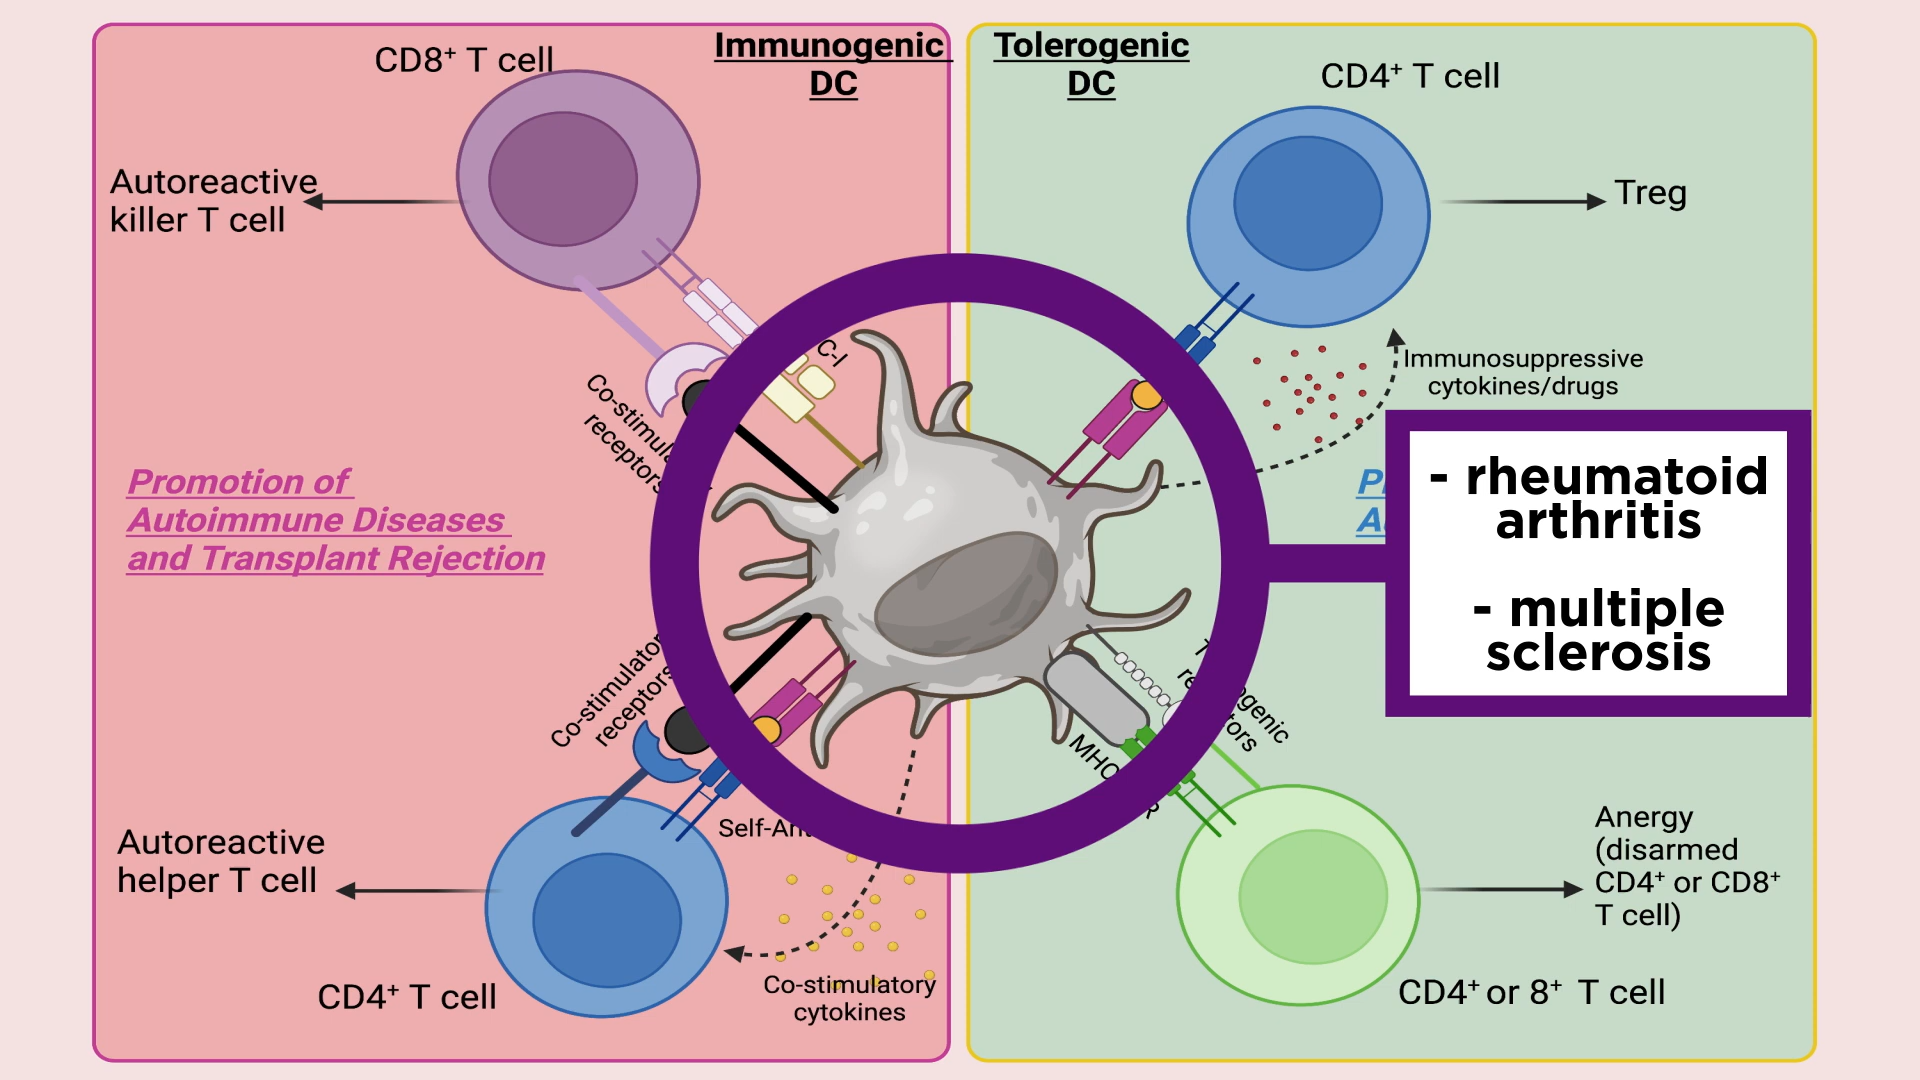 CD8⁺ T cell
Immunogenic
DC
Autoreactive
killer T cell
C-I
receptors
Promotion of
Autoimmune Diseases
and Transplant Rejection
receptors
Autoreactive
helper T cell
CD4⁺ T cell
Co-stimulatory
cytokines
Tolerogenic
DC
CD4⁺ T cell
Treg
Immunosuppressive
cytokines/drugs
- rheumatoid
arthritis
- multiple
sclerosis
Anergy
(disarmed
CD4⁺ or CD8⁺
T cell)
CD4⁺ or 8⁺ T cell